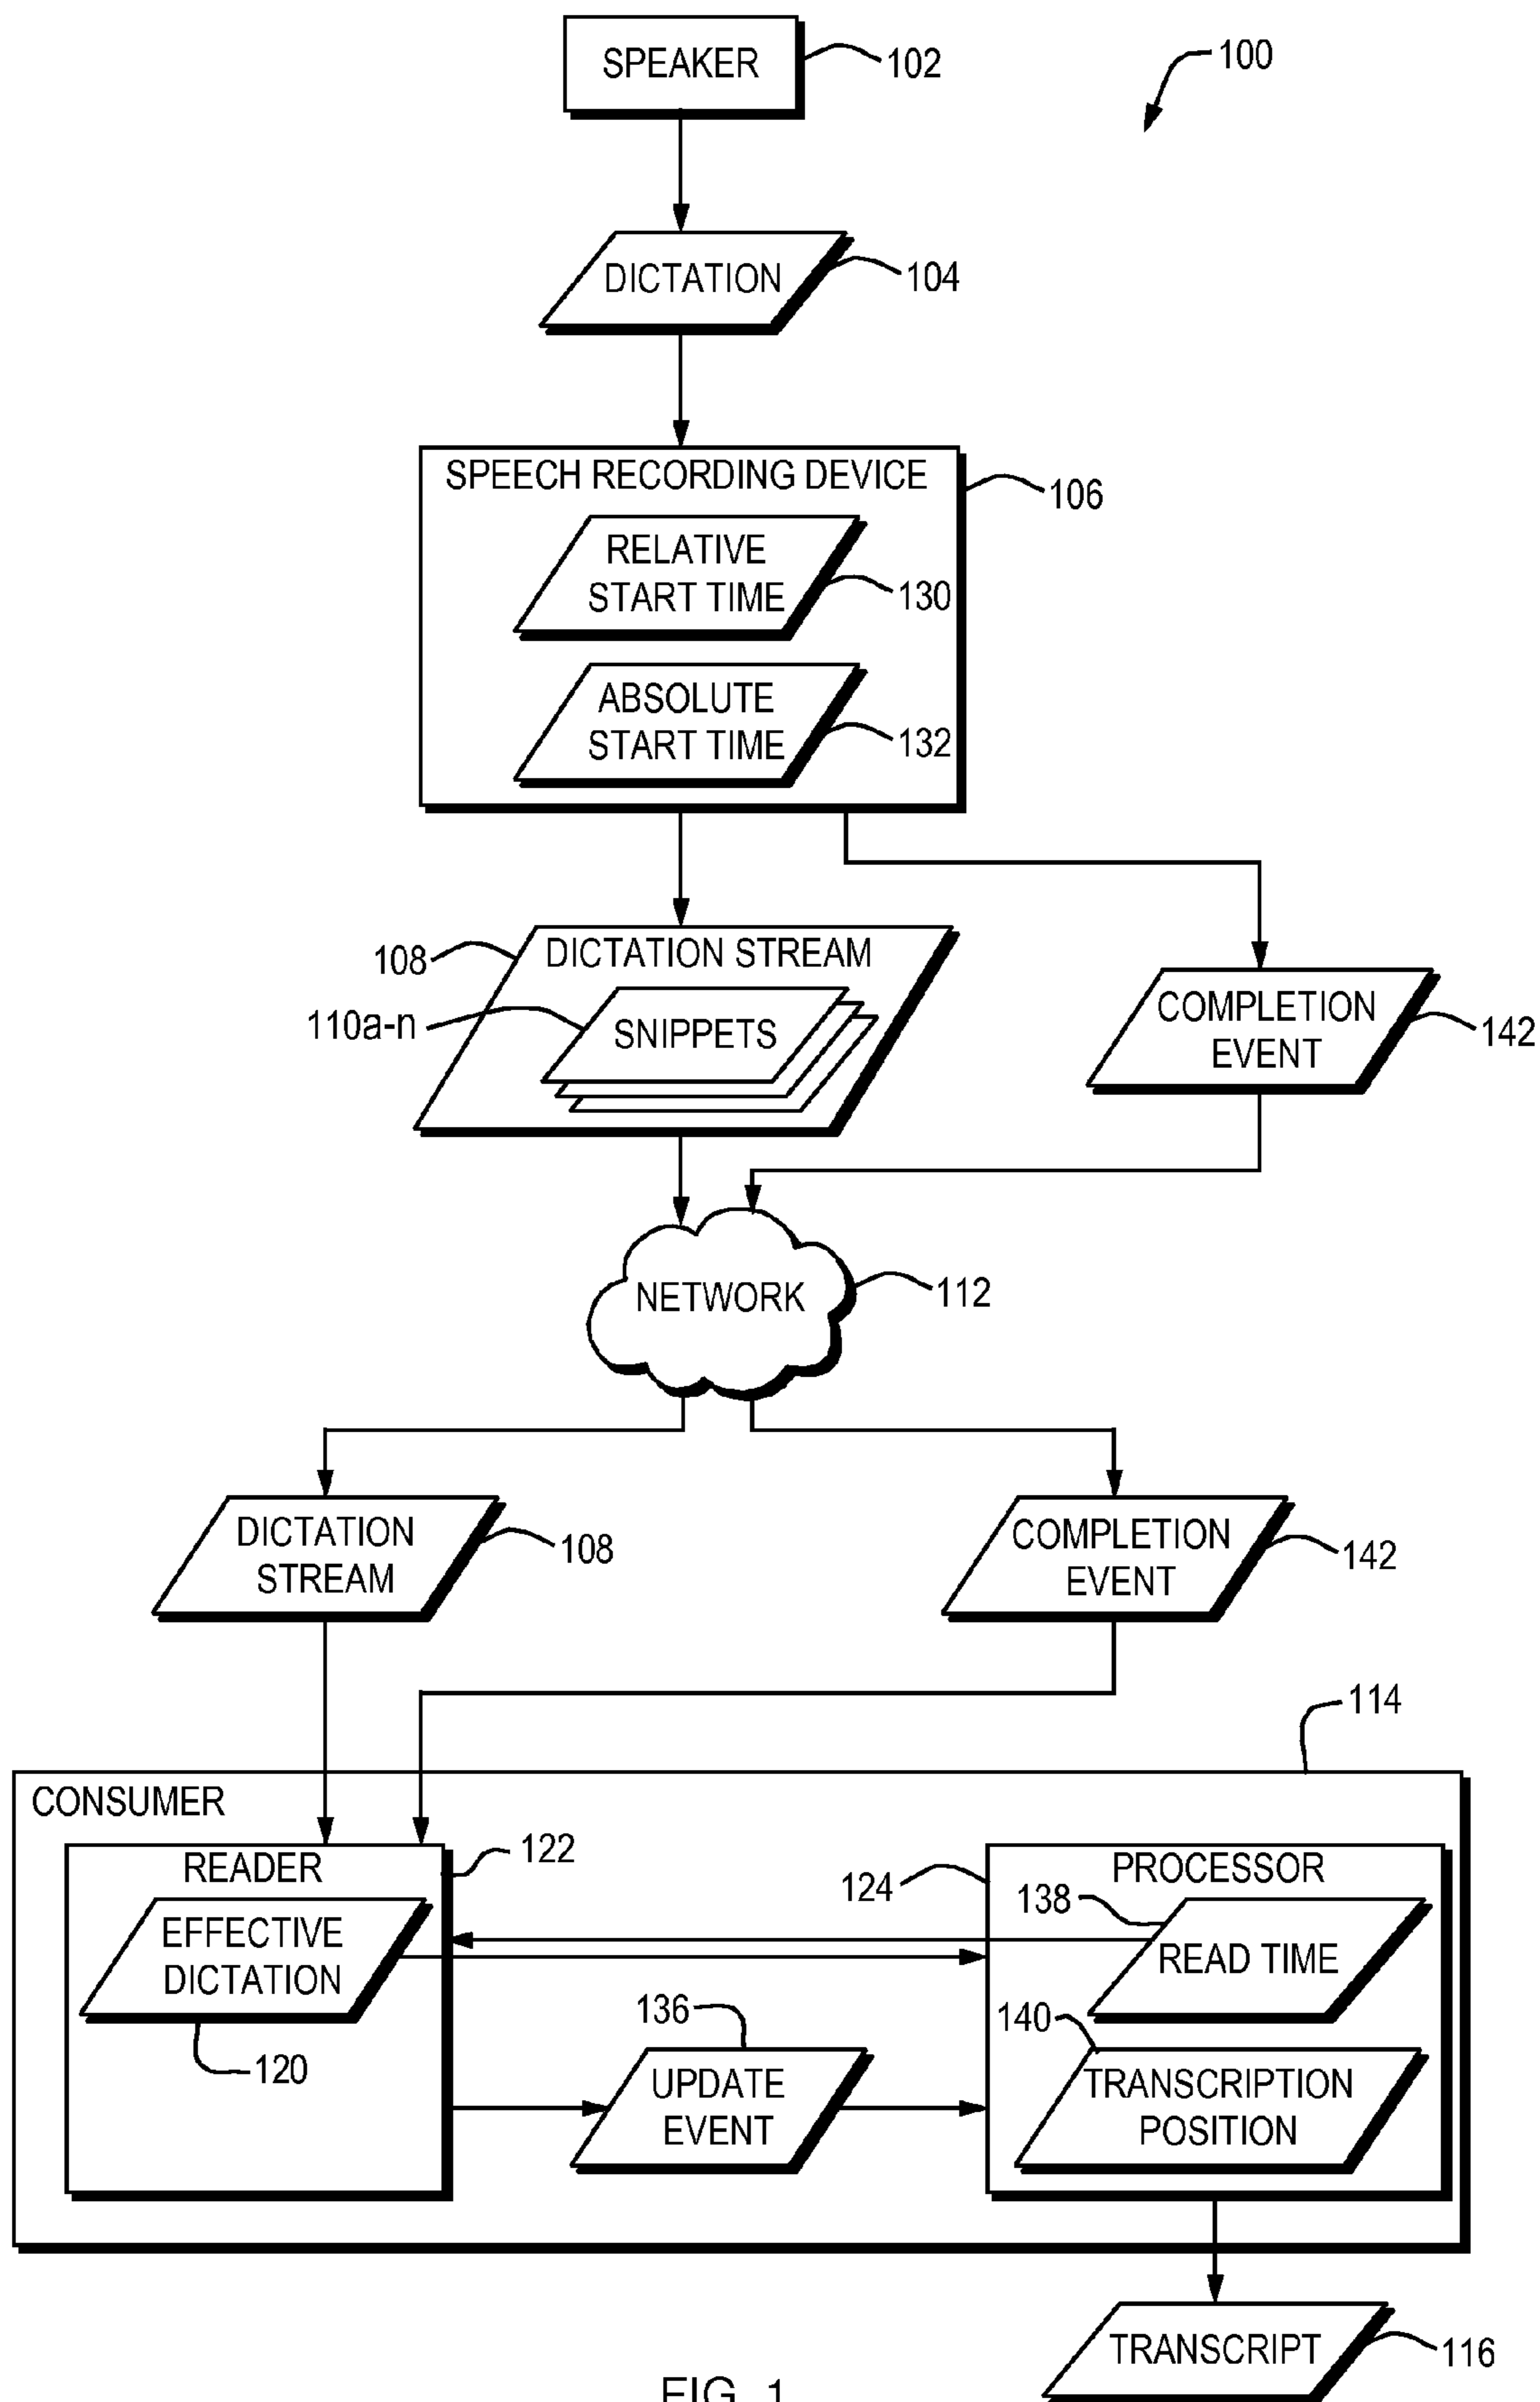 SPEAKER
102
100
DICTATION
104
SPEECH RECORDING DEVICE
106
RELATIVE
START TIME
130
ABSOLUTE
START TIME
132
108
DICTATION STREAM
110a-n
SNIPPETS
COMPLETION
EVENT
142
NETWORK
112
DICTATION
STREAM
108
COMPLETION
EVENT
142
114
CONSUMER
READER
122
EFFECTIVE
DICTATION
120
136
UPDATE
EVENT
124
PROCESSOR
138
READ TIME
140
TRANSCRIPTION
POSITION
TRANSCRIPT
116
FIG. 1